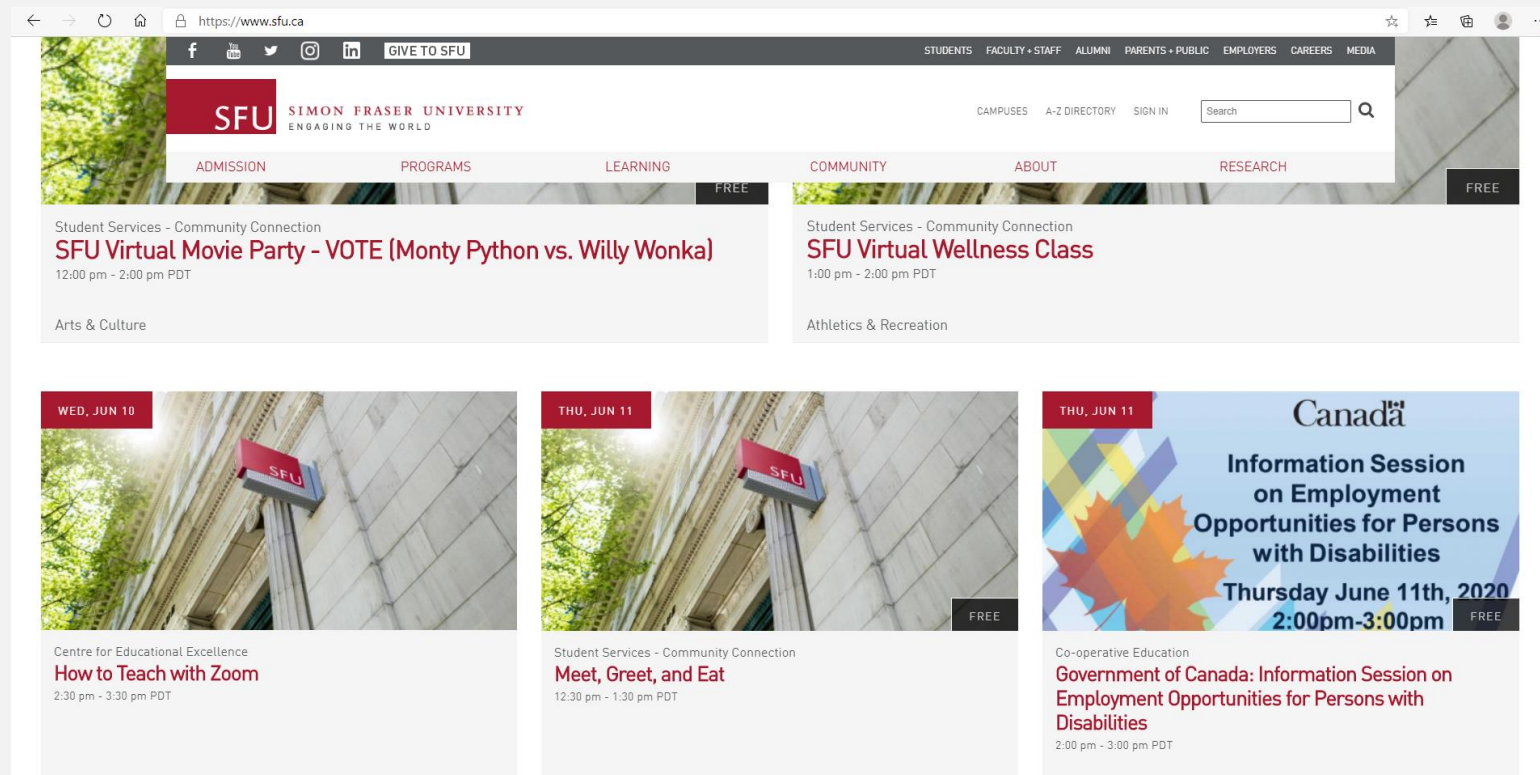 https://www.sfu.ca
f You Tube in GIVE TO SFU
STUDENTS FACULTY + STAFF ALUMNI PARENTS + PUBLIC EMPLOYERS CAREERS MEDIA
SFU SIMON FRASER UNIVERSITY
ENGAGING THE WORLD
CAMPUSES A-Z DIRECTORY SIGN IN Search
ADMISSION PROGRAMS LEARNING COMMUNITY ABOUT RESEARCH
FREE
FREE
Student Services - Community Connection
SFU Virtual Movie Party - VOTE (Monty Python vs. Willy Wonka)
12:00 pm - 2:00 pm PDT
Arts & Culture
Student Services - Community Connection
SFU Virtual Wellness Class
1:00 pm - 2:00 pm PDT
Athletics & Recreation
WED, JUN 10
SFU
Centre for Educational Excellence
How to Teach with Zoom
2:30 pm - 3:30 pm PDT
THU, JUN 11
SFU
FREE
Student Services - Community Connection
Meet, Greet, and Eat
12:30 pm - 1:30 pm PDT
THU, JUN 11
Canada
Information Session
on Employment
Opportunities for Persons
with Disabilities
Thursday June 11th, 2020
2:00pm-3:00pm
FREE
Co-operative Education
Government of Canada: Information Session on
Employment Opportunities for Persons with
Disabilities
2:00 pm - 3:00 pm PDT